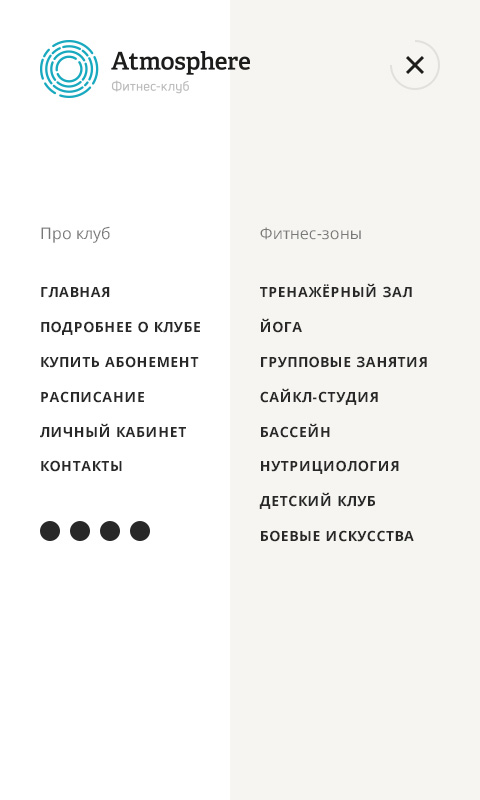 Atmosphere
Фитнес-клуб
Про клуб
ГЛАВНАЯ
ПОДРОБНЕЕ О КЛУБЕ
КУПИТЬ АБОНЕМЕНТ
РАСПИСАНИЕ
ЛИЧНЫЙ КАБИНЕТ
КОНТАКТЫ
Фитнес-зоны
ТРЕНАЖЁРНЫЙ ЗАЛ
ЙОГА
ГРУППОВЫЕ ЗАНЯТИЯ
САЙКЛ-СТУДИЯ
БАССЕЙН
НУТРИЦИОЛОГИЯ
ДЕТСКИЙ КЛУБ
БОЕВЫЕ ИСКУССТВА